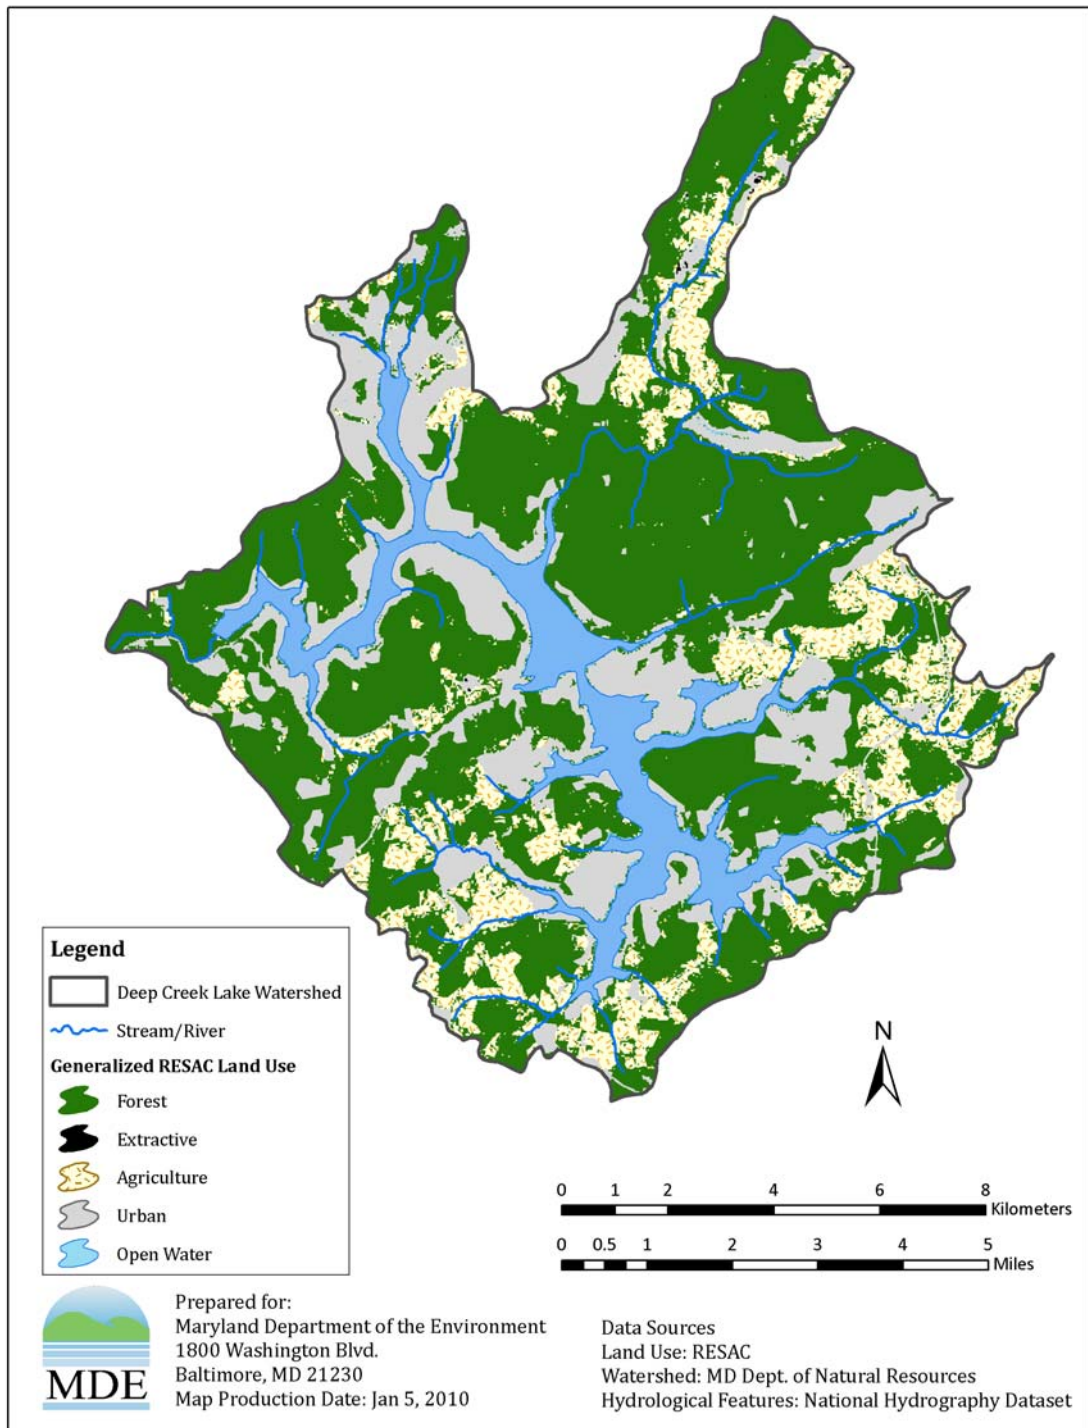 N
0 1 2 4 6 8
Kilometers
0 0.5 1 2 3 4 5
Miles
Legend
Deep Creek Lake Watershed
Stream/River
Generalized RESAC Land Use
Forest
Extractive
Agriculture
Urban
Open Water
MDE
Prepared for:
Maryland Department of the Environment
1800 Washington Blvd.
Baltimore, MD 21230
Map Production Date: Jan 5, 2010
Data Sources
Land Use: RESAC
Watershed: MD Dept. of Natural Resources
Hydrological Features: National Hydrography Dataset